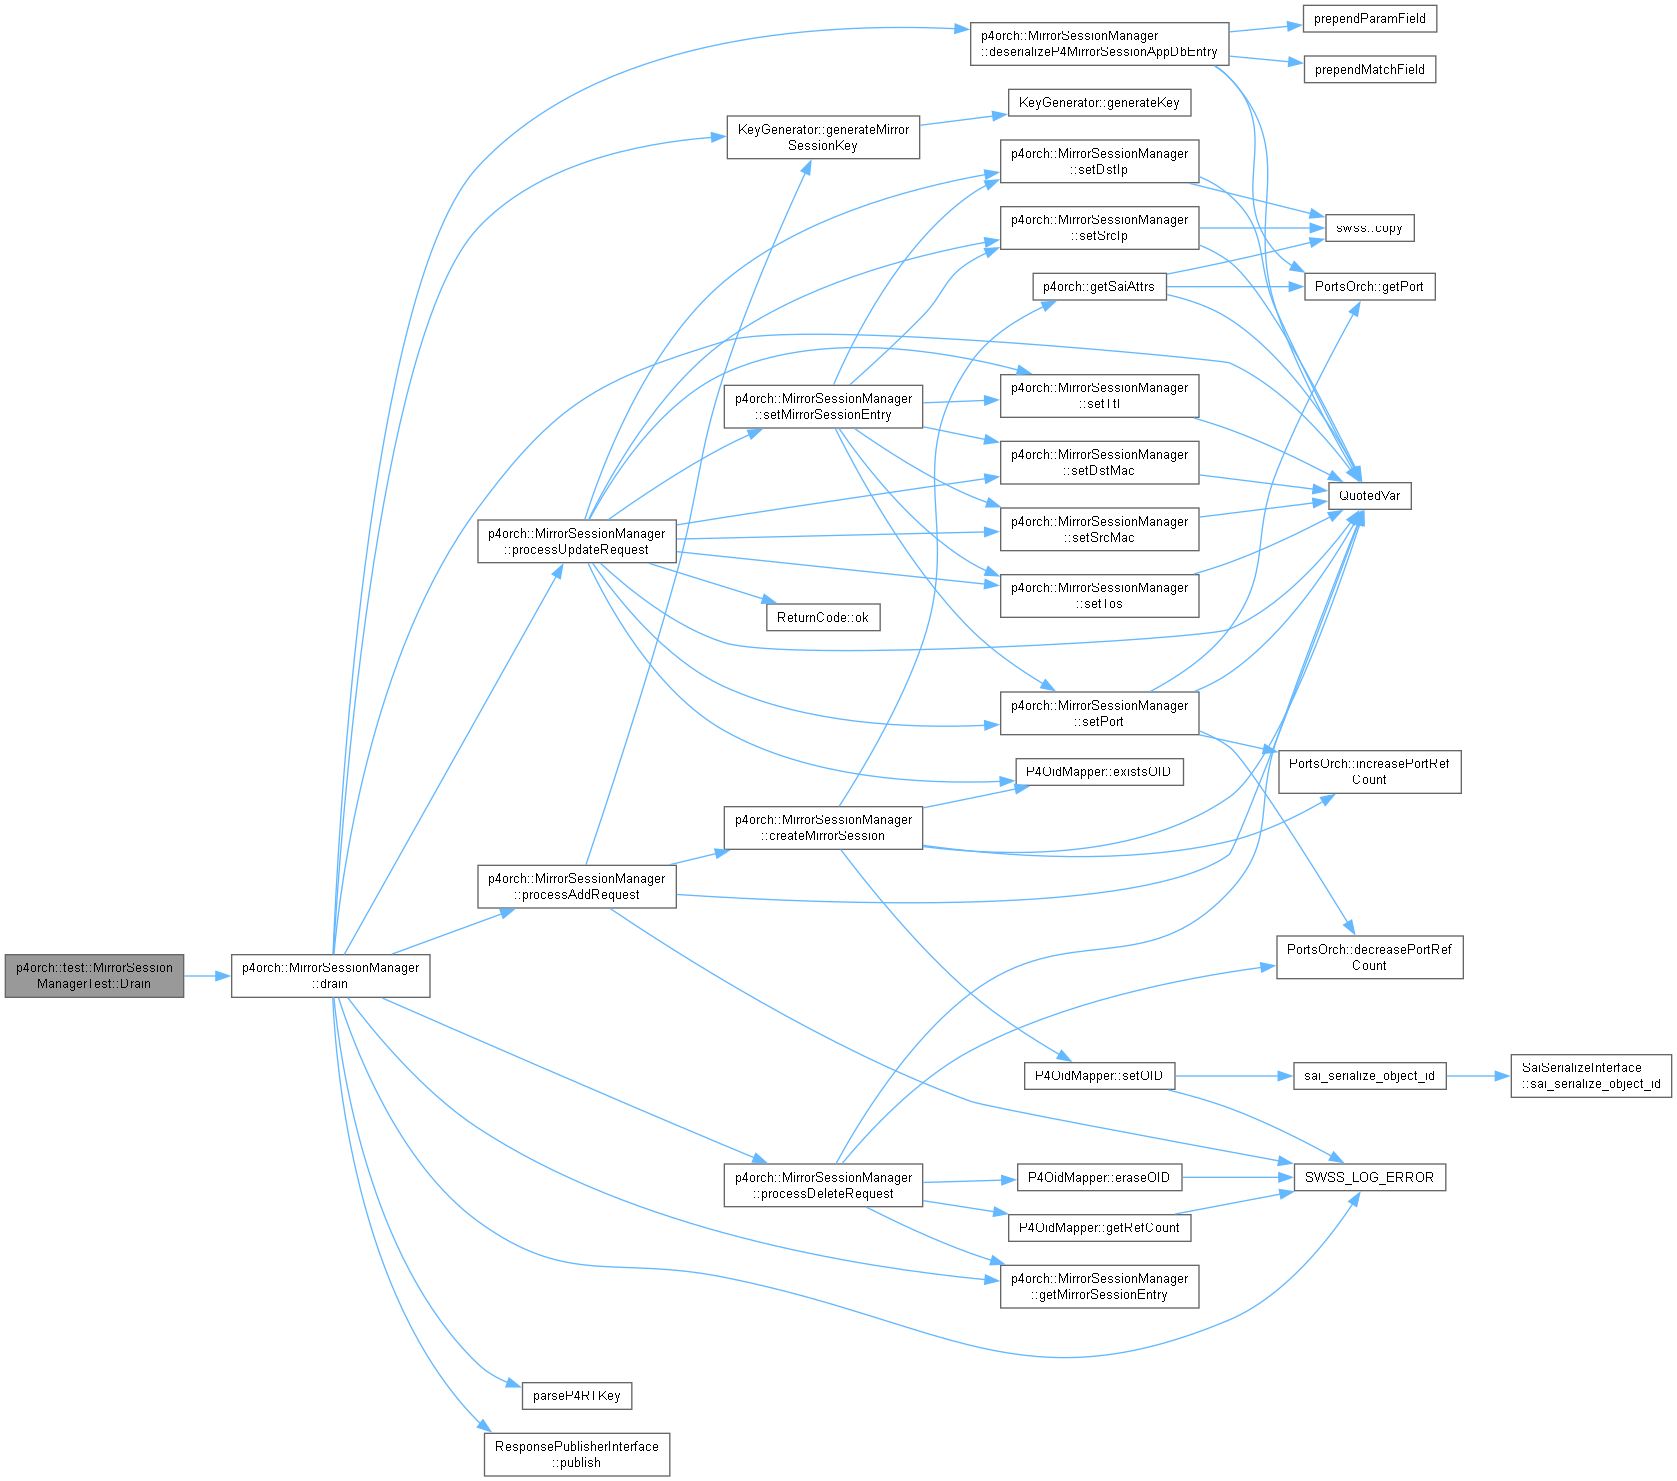 prependParamField
p4orch::MirrorSessionManager
::deserializeP4MirrorSessionAppDbEntry
prependMatchField
KeyGenerator::generateKey
KeyGenerator::generateMirror
SessionKey
p4orch::MirrorSessionManager
::setDstIp
p4orch::MirrorSessionManager
::setSrcIp
swss::copy
p4orch::getSaiAttrs
PortsOrch::getPort
p4orch::MirrorSessionManager
::setTtl
p4orch::MirrorSessionManager
::setMirrorSessionEntry
p4orch::MirrorSessionManager
::setDstMac
QuotedVar
p4orch::MirrorSessionManager
::setSrcMac
p4orch::MirrorSessionManager
::processUpdateRequest
p4orch::MirrorSessionManager
::setTos
ReturnCode::ok
p4orch::MirrorSessionManager
::setPort
P4OidMapper::existsOID
PortsOrch::increasePortRef
Count
p4orch::MirrorSessionManager
::createMirrorSession
p4orch::MirrorSessionManager
::processAddRequest
PortsOrch::decreasePortRef
Count
p4orch::test::MirrorSession
ManagerTest::Drain
p4orch::MirrorSessionManager
::drain
P4OidMapper::setOID
sai_serialize_object_id
SaiSerializeInterface
::sai_serialize_object_id
p4orch::MirrorSessionManager
::processDeleteRequest
P4OidMapper::eraseOID
SWSS_LOG_ERROR
P4OidMapper::getRefCount
p4orch::MirrorSessionManager
::getMirrorSessionEntry
parseP4RTKey
ResponsePublisherInterface
::publish